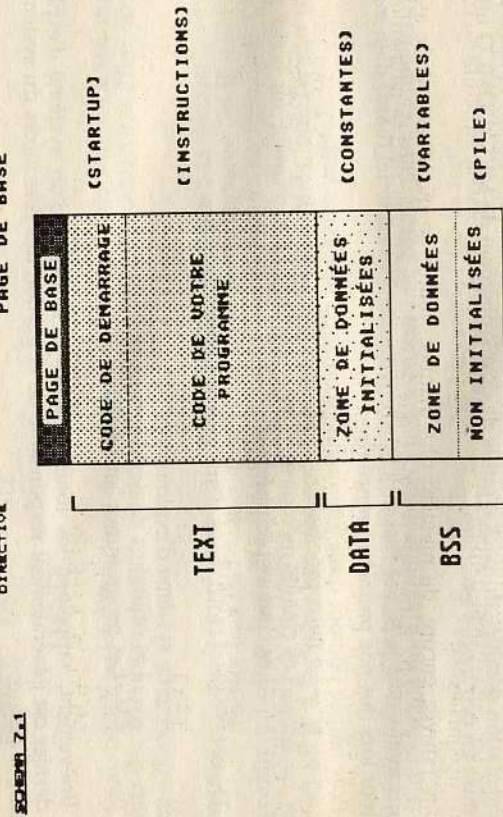 SCHEMA 7.1
DIRECTIVE
PAGE DE BASE
PAGE DE BASE
CODE DE DEMARRAGE
(STARTUP)
TEXT
CODE DE VOTRE
PROGRAMME
(INSTRUCTIONS)
DATA
ZONE DE DONNÉES
INITIALISÉES
(CONSTANTES)
BSS
ZONE DE DONNÉES
(VARIABLES)
NON INITIALISÉES
(PILE)